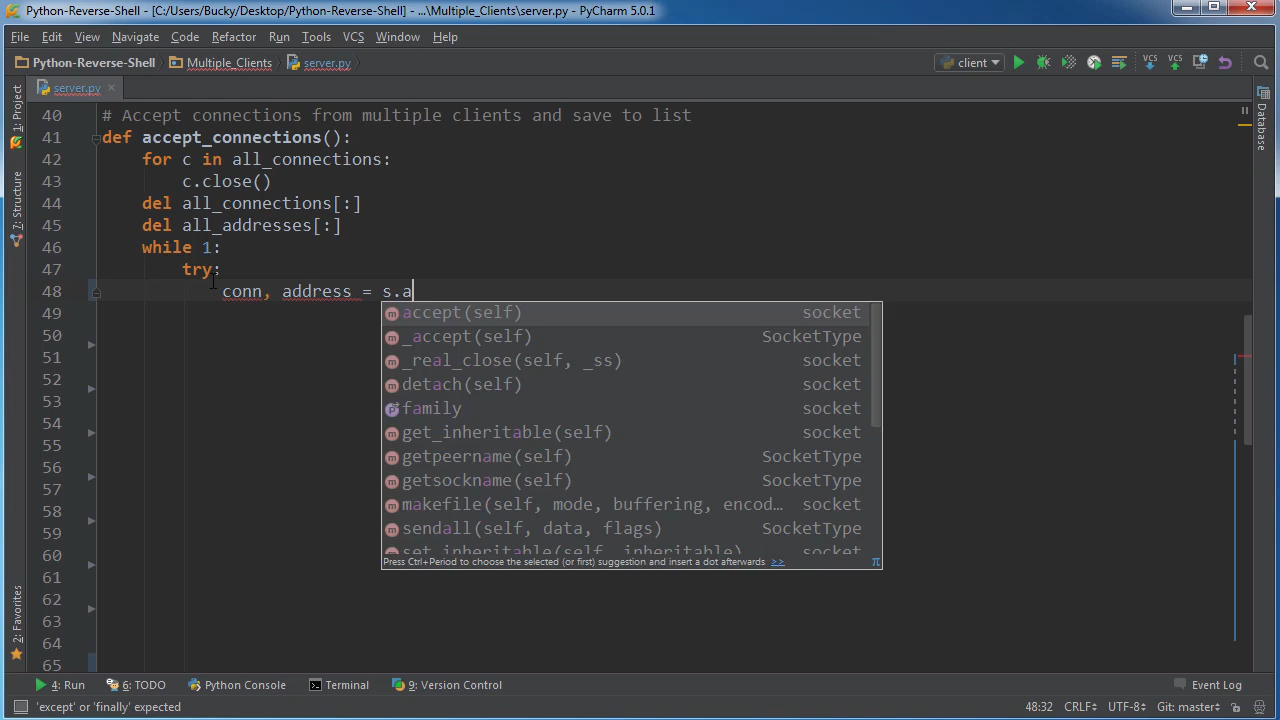 Python-Reverse-Shell - [C:/Users/Bucky/Desktop/Python-Reverse-Shell] - ...\Multiple_Clients\server.py - PyCharm 5.0.1
File Edit View Navigate Code Refactor Run Tools VCS Window Help
Python-Reverse-Shell Multiple_Clients server.py client VCS VCS
server.py
1: Project
7: Structure
2: Favorites
Database
40 # Accept connections from multiple clients and save to list
41 def accept_connections():
42 for c in all_connections:
43 c.close()
44 del all_connections[:]
45 del all_addresses[:]
46 while 1:
47 try:
48 conn, address = s.a
49
50
51
52
53
54
55
56
57
58
59
60
61
62
63
64
65
accept(self) socket
_accept(self) SocketType
_real_close(self, _ss) socket
detach(self) socket
family socket
get_inheritable(self) socket
getpeername(self) SocketType
getsockname(self) SocketType
makefile(self, mode, buffering, encod... socket
sendall(self, data, flags) SocketType
set_inheritable(self, inheritable) socket
Press Ctrl+Period to choose the selected (or first) suggestion and insert a dot afterwards >> π
4: Run 6: TODO Python Console Terminal 9: Version Control Event Log
'except' or 'finally' expected 48:32 CRLF UTF-8 Git: master